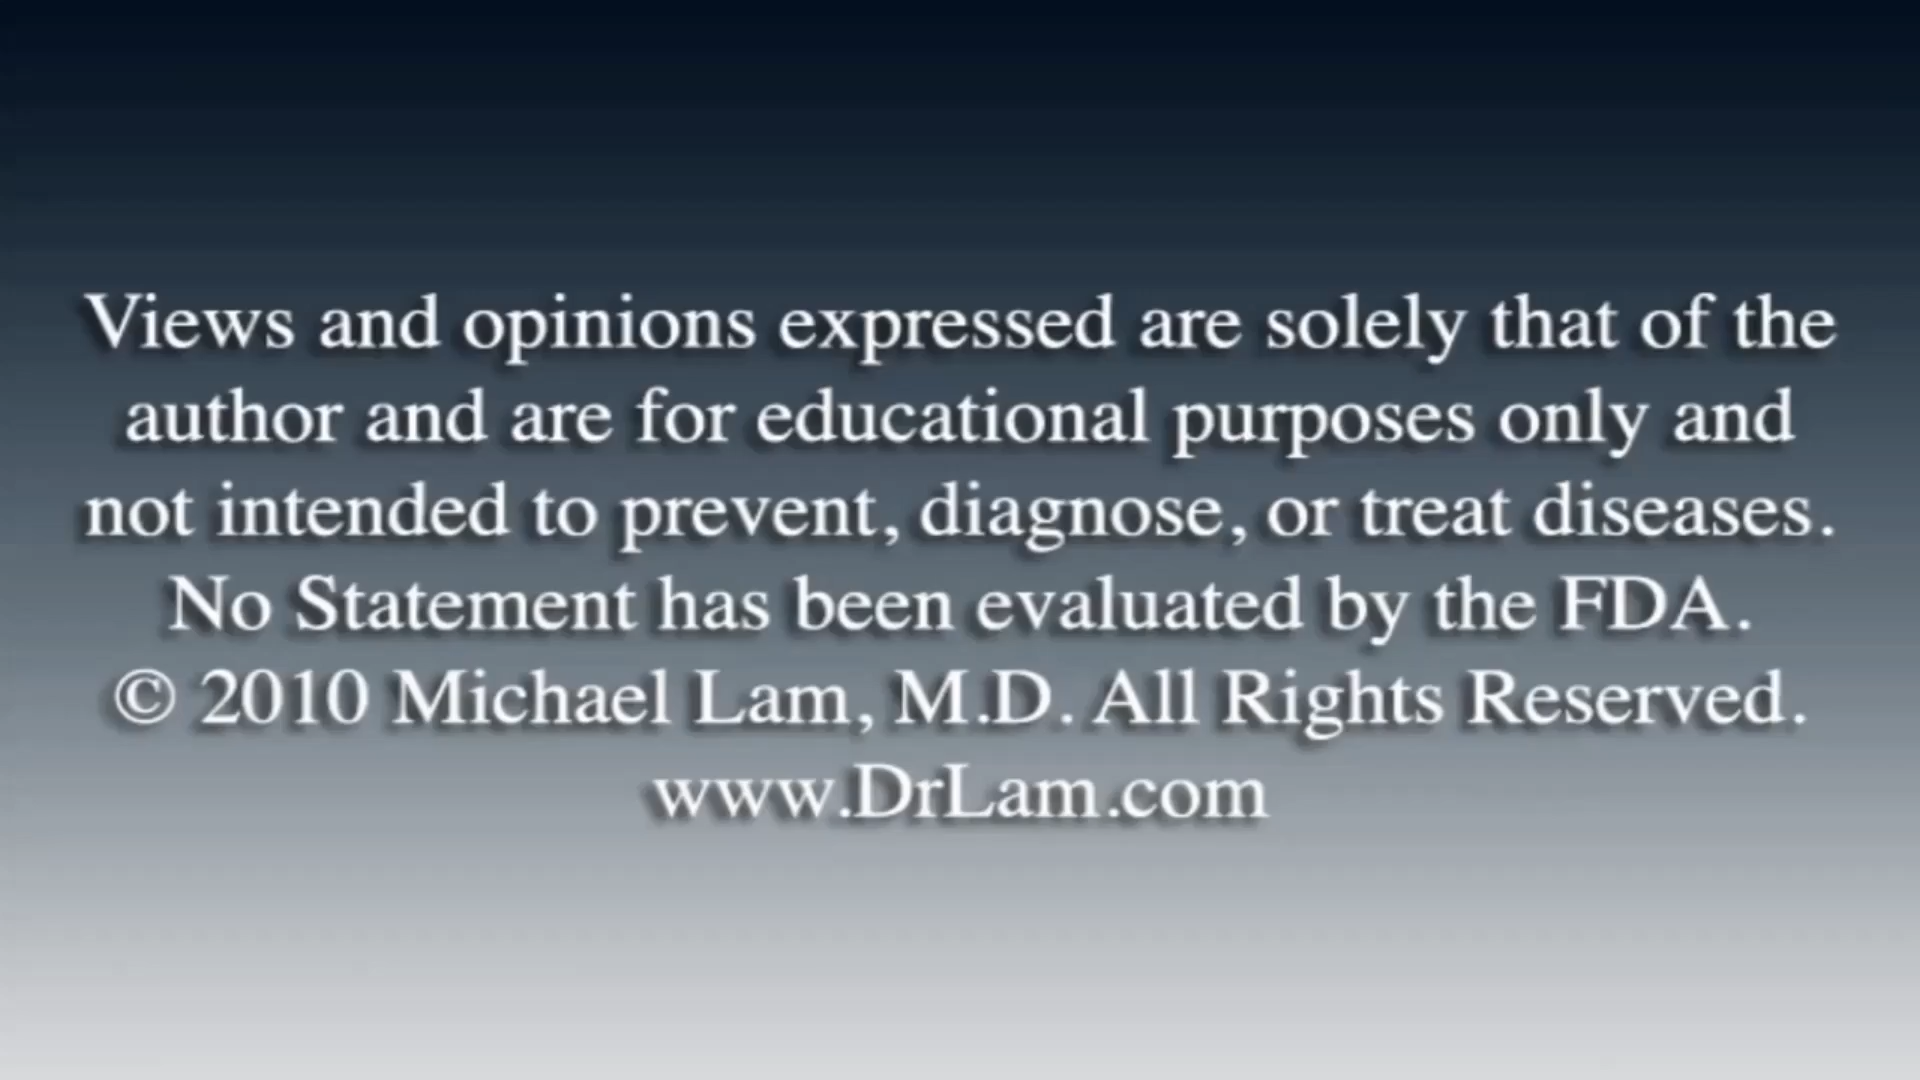 Views and opinions expressed are solely that of the
author and are for educational purposes only and
not intended to prevent, diagnose, or treat diseases.
No Statement has been evaluated by the FDA.
© 2010 Michael Lam, M.D. All Rights Reserved.
www.DrLam.com